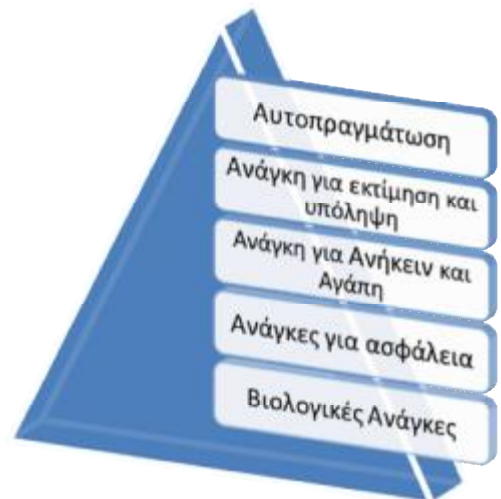 Αυτοπραγμάτωση
Ανάγκη για εκτίμηση και
υπόληψη
Ανάγκη για Ανήκειν και
Αγάπη
Ανάγκες για ασφάλεια
Βιολογικές Ανάγκες